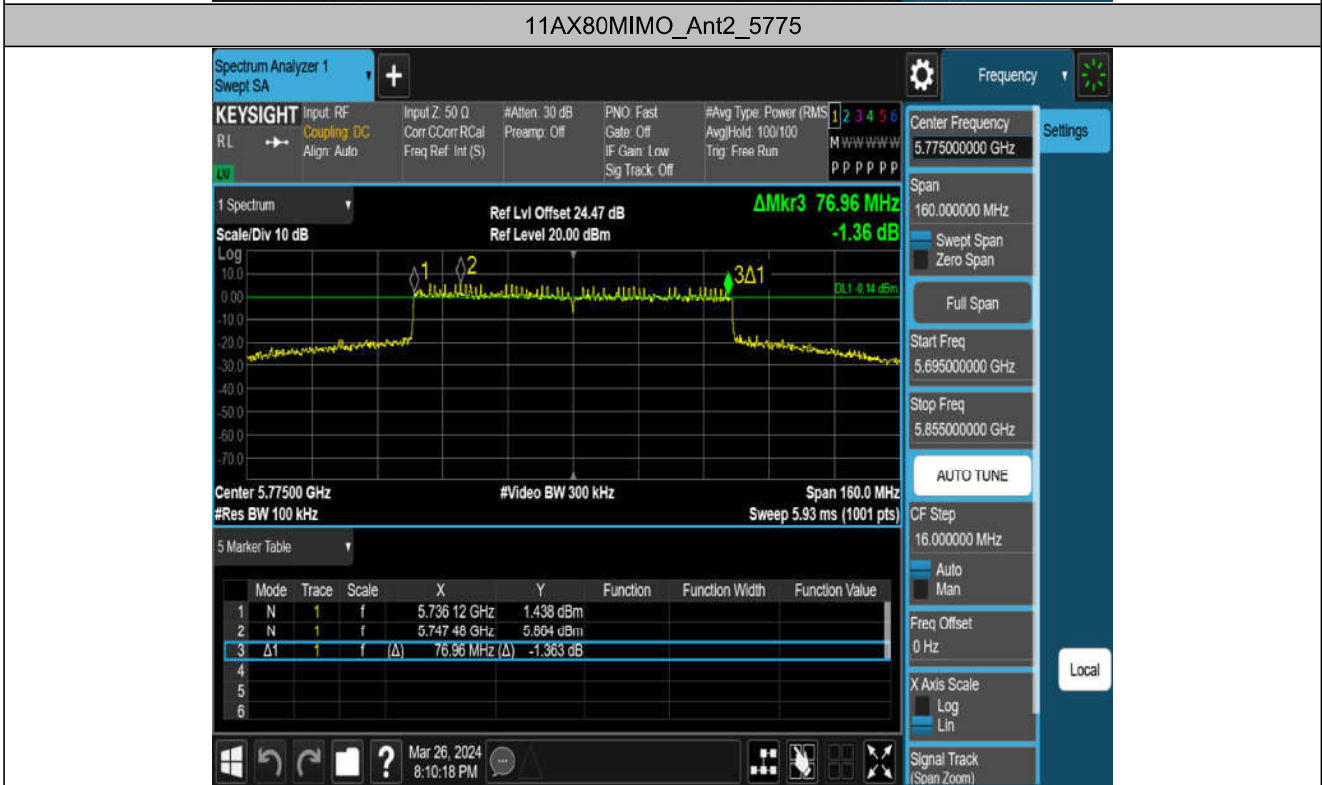 11AX80MIMO_Ant2_5775
Spectrum Analyzer 1
Swept SA
+
Frequency
KEYSIGHT
RL
LXI
Input: RF
Coupling: DC
Align: Auto
Input Z: 50 Ω
Corr CCorr RCal
Freq Ref: Int (S)
#Atten: 30 dB
Preamp: Off
PNO: Fast
Gate: Off
IF Gain: Low
Sig Track: Off
#Avg Type: Power (RMS
Avg|Hold: 100/100
Trig: Free Run
1 2 3 4 5 6
M W W W W W
P P P P P P
Center Frequency
5.775000000 GHz
Settings
Span
160.000000 MHz
Swept Span
Zero Span
Full Span
Start Freq
5.695000000 GHz
Stop Freq
5.855000000 GHz
AUTO TUNE
CF Step
16.000000 MHz
Auto
Man
Freq Offset
0 Hz
X Axis Scale
Log
Lin
Signal Track
(Span Zoom)
Local
1 Spectrum
Scale/Div 10 dB
Ref Lvl Offset 24.47 dB
Ref Level 20.00 dBm
ΔMkr3 76.96 MHz
-1.36 dB
Log
10.0
0.00
-10.0
-20.0
-30.0
-40.0
-50.0
-60.0
-70.0
1
2
3Δ1
DL1 -0.14 dBm
Center 5.77500 GHz
#Video BW 300 kHz
Span 160.0 MHz
#Res BW 100 kHz
Sweep 5.93 ms (1001 pts)
5 Marker Table
Mode Trace Scale X Y Function Function Width Function Value
1 N 1 f 5.736 12 GHz 1.438 dBm
2 N 1 f 5.747 48 GHz 5.864 dBm
3 Δ1 1 f (Δ) 76.96 MHz (Δ) -1.363 dB
4
5
6
?
Mar 26, 2024
8:10:18 PM